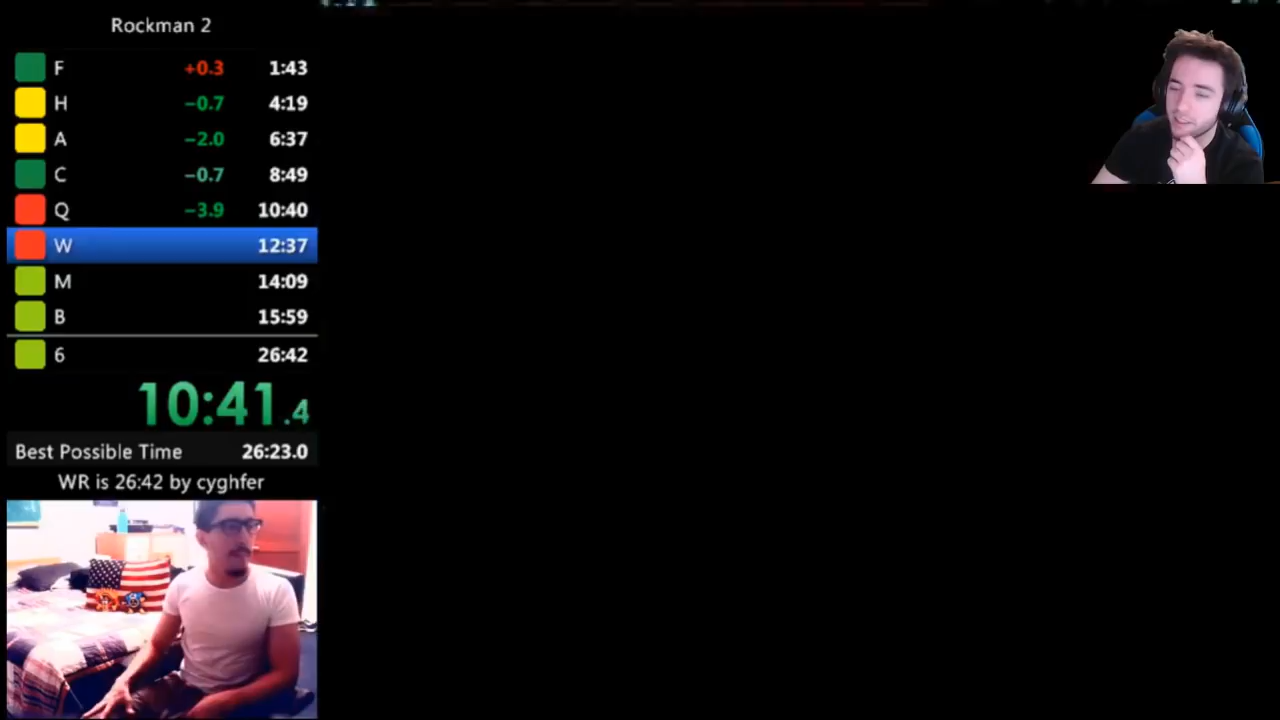 Rockman 2
F +0.3 1:43
H −0.7 4:19
A −2.0 6:37
C −0.7 8:49
Q −3.9 10:40
W 12:37
M 14:09
B 15:59
6 26:42
10:41.4
Best Possible Time 26:23.0
WR is 26:42 by cyghfer